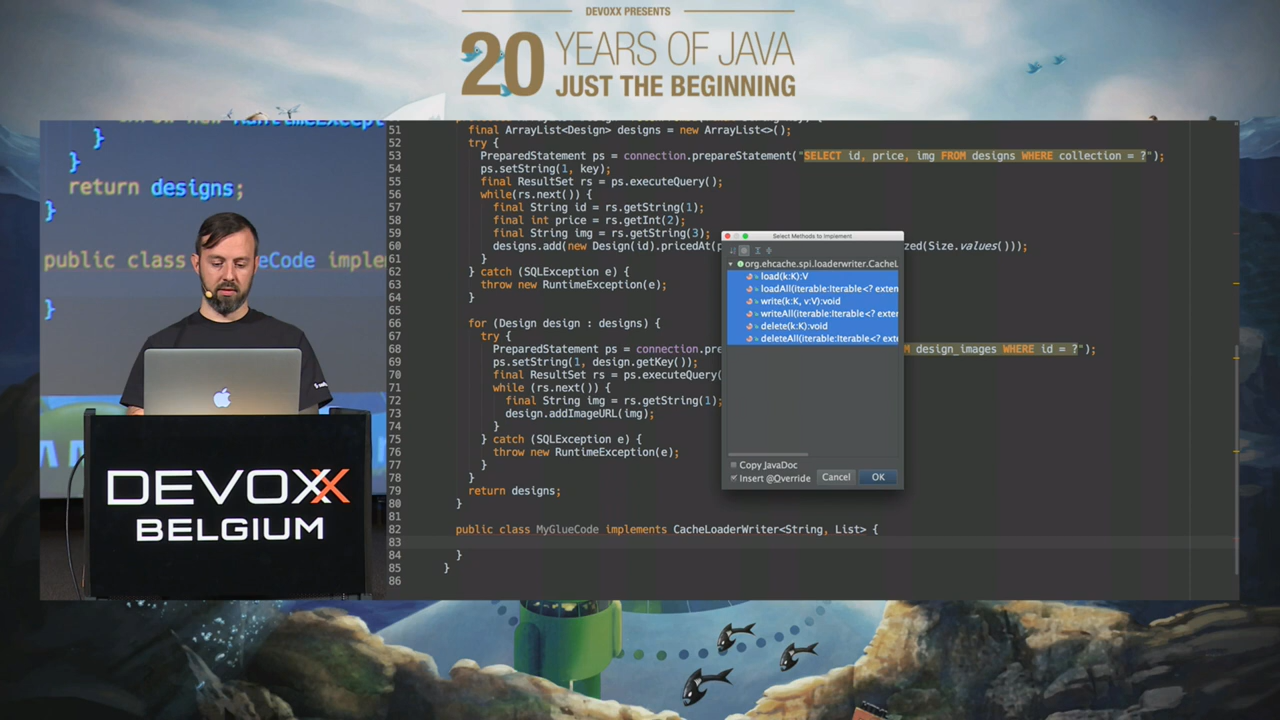 DEVOXX PRESENTS
20 YEARS OF JAVA
JUST THE BEGINNING
}
}
return designs;
}
public class
eCode imple
}
51 final ArrayList<Design> designs = new ArrayList<>();
52 try {
53 PreparedStatement ps = connection.prepareStatement("SELECT id, price, img FROM designs WHERE collection = ?");
54 ps.setString(1, key);
55 final ResultSet rs = ps.executeQuery();
56 while(rs.next()) {
57 final String id = rs.getString(1);
58 final int price = rs.getInt(2);
59 final String img = rs.getString(3);
60 designs.add(new Design(id).pricedAt(p zed(Size.values()));
61 }
62 } catch (SQLException e) {
63 throw new RuntimeException(e);
64 }
65
66 for (Design design : designs) {
67 try {
68 PreparedStatement ps = connection.pre M design_images WHERE id = ?");
69 ps.setString(1, design.getKey());
70 final ResultSet rs = ps.executeQuery(
71 while (rs.next()) {
72 final String img = rs.getString(1);
73 design.addImageURL(img);
74 }
75 } catch (SQLException e) {
76 throw new RuntimeException(e);
77 }
78 }
79 return designs;
80 }
81
82 public class MyGlueCode implements CacheLoaderWriter<String, List> {
83
84 }
85 }
86
Select Methods to Implement
org.ehcache.spi.loaderwriter.CacheL
load(k:K):V
loadAll(iterable:Iterable<? exten
write(k:K, v:V):void
writeAll(iterable:Iterable<? exten
delete(k:K):void
deleteAll(iterable:Iterable<? exte
Copy JavaDoc
Insert @Override
Cancel
OK
DEVOXX
BELGIUM